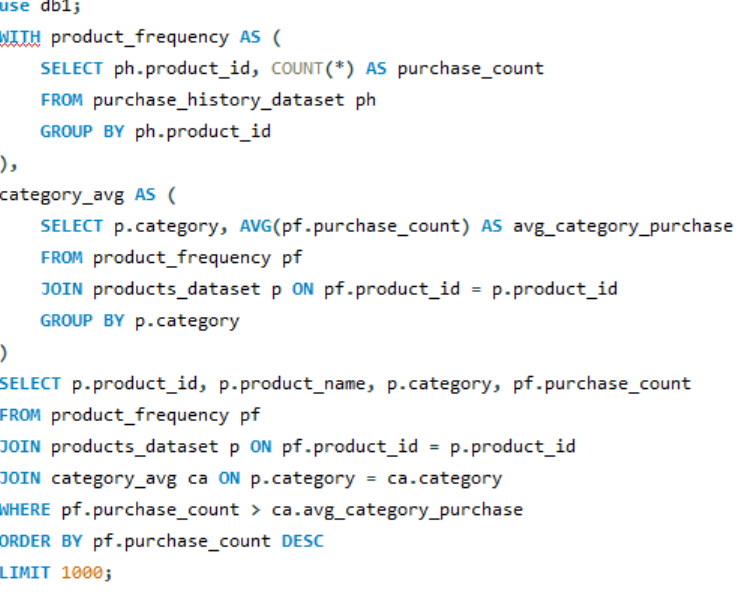 use db1;
WITH product_frequency AS (
    SELECT ph.product_id, COUNT(*) AS purchase_count
    FROM purchase_history_dataset ph
    GROUP BY ph.product_id
),
category_avg AS (
    SELECT p.category, AVG(pf.purchase_count) AS avg_category_purchase
    FROM product_frequency pf
    JOIN products_dataset p ON pf.product_id = p.product_id
    GROUP BY p.category
)
SELECT p.product_id, p.product_name, p.category, pf.purchase_count
FROM product_frequency pf
JOIN products_dataset p ON pf.product_id = p.product_id
JOIN category_avg ca ON p.category = ca.category
WHERE pf.purchase_count > ca.avg_category_purchase
ORDER BY pf.purchase_count DESC
LIMIT 1000;